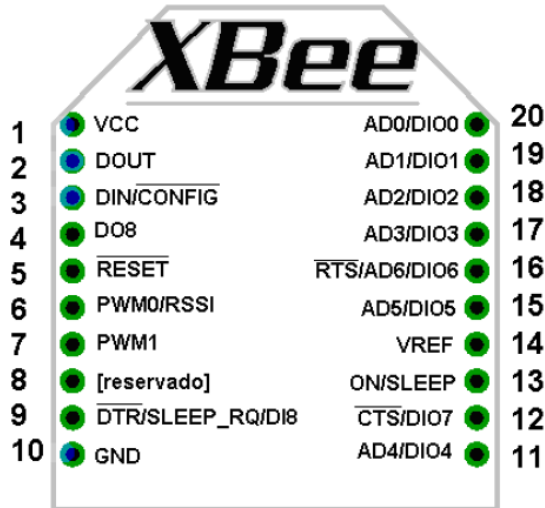 XBee
1 VCC AD0/DIO0 20
2 DOUT AD1/DIO1 19
3 DIN/CONFIG AD2/DIO2 18
4 DO8 AD3/DIO3 17
5 RESET RTS/AD6/DIO6 16
6 PWM0/RSSI AD5/DIO5 15
7 PWM1 VREF 14
8 [reservado] ON/SLEEP 13
9 DTR/SLEEP_RQ/DI8 CTS/DIO7 12
10 GND AD4/DIO4 11